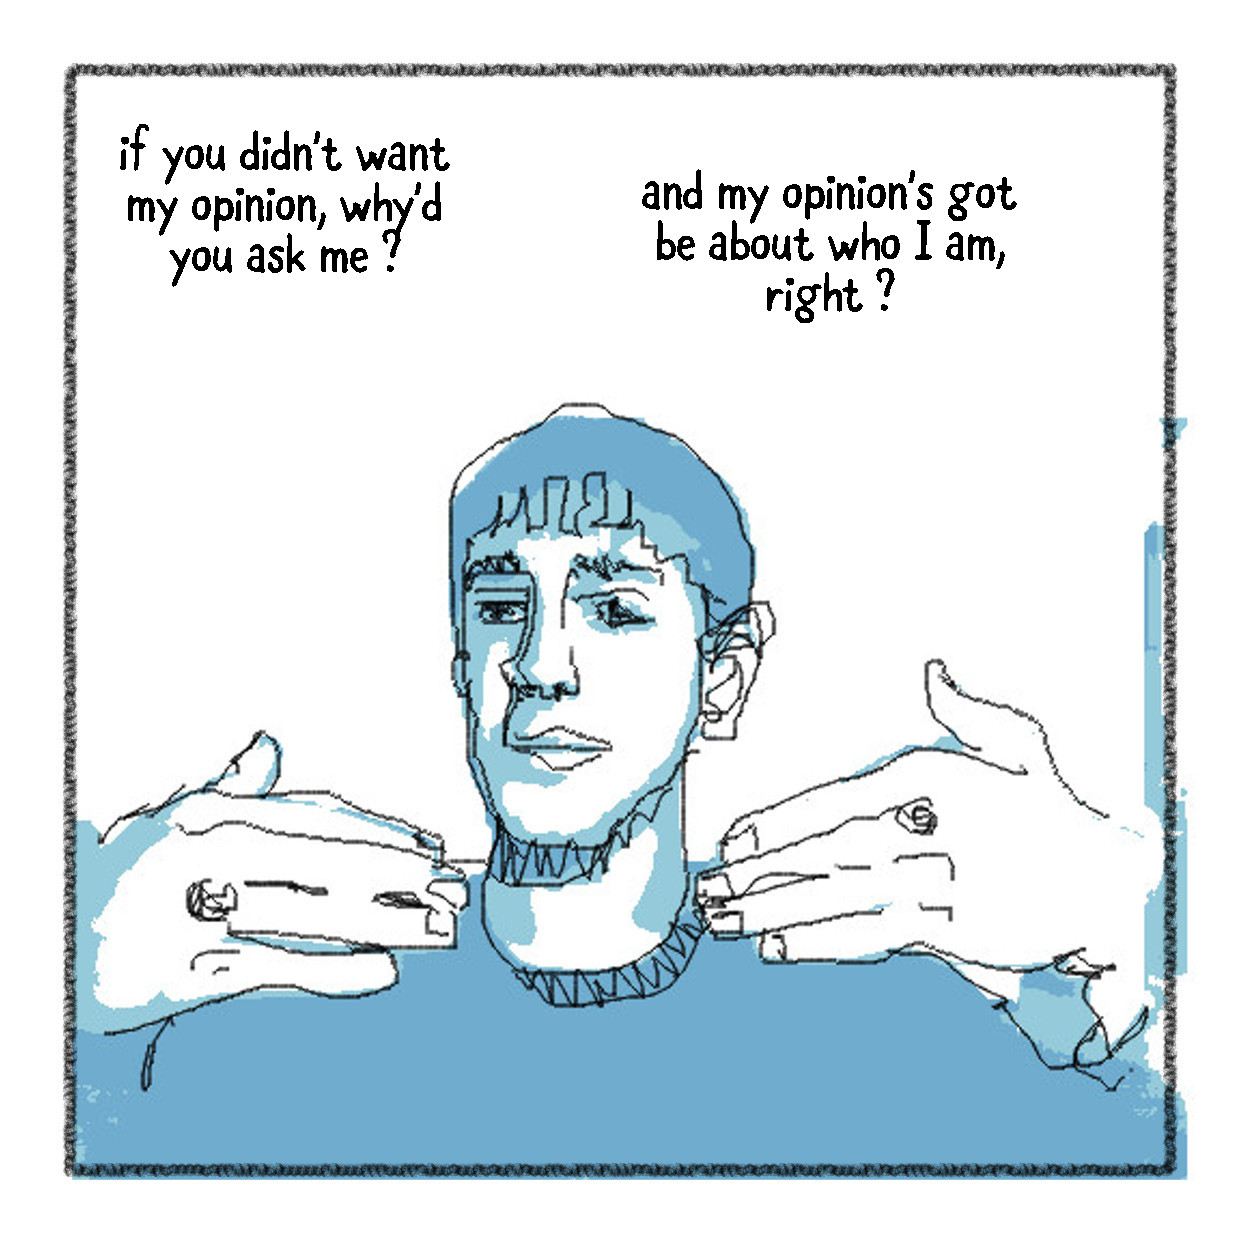 if you didn't want
my opinion, why'd
you ask me ?
and my opinion's got
be about who I am,
right ?